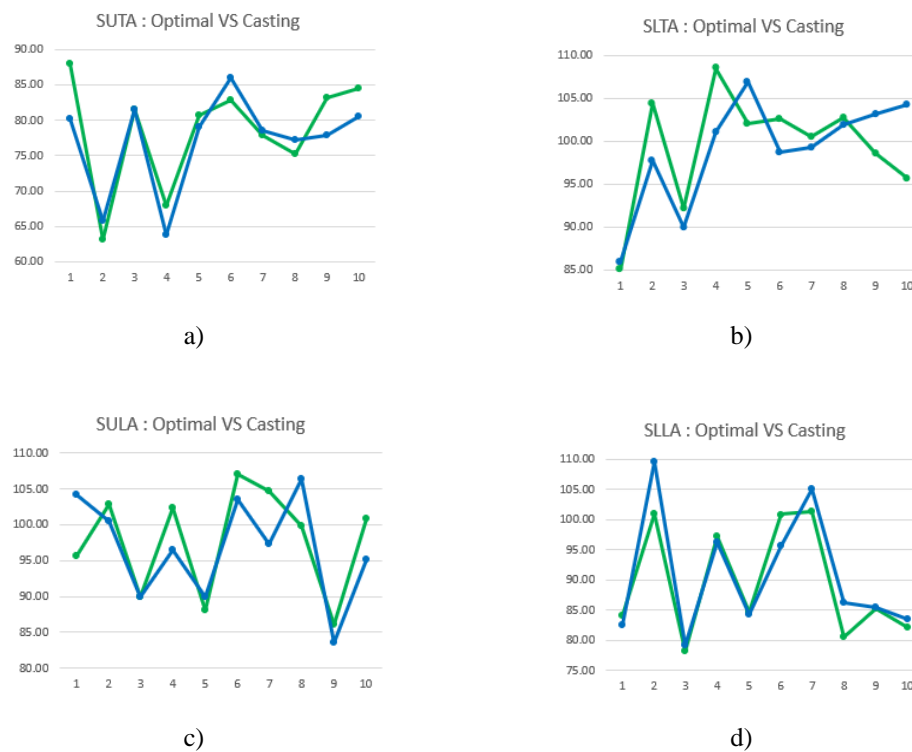 SUTA : Optimal VS Casting
90.00
85.00
80.00
75.00
70.00
65.00
60.00
1 2 3 4 5 6 7 8 9 10
a)
SLTA : Optimal VS Casting
110.00
105.00
100.00
95.00
90.00
85.00
1 2 3 4 5 6 7 8 9 10
b)
SULA : Optimal VS Casting
110.00
105.00
100.00
95.00
90.00
85.00
80.00
1 2 3 4 5 6 7 8 9 10
c)
SLLA : Optimal VS Casting
110.00
105.00
100.00
95.00
90.00
85.00
80.00
75.00
1 2 3 4 5 6 7 8 9 10
d)